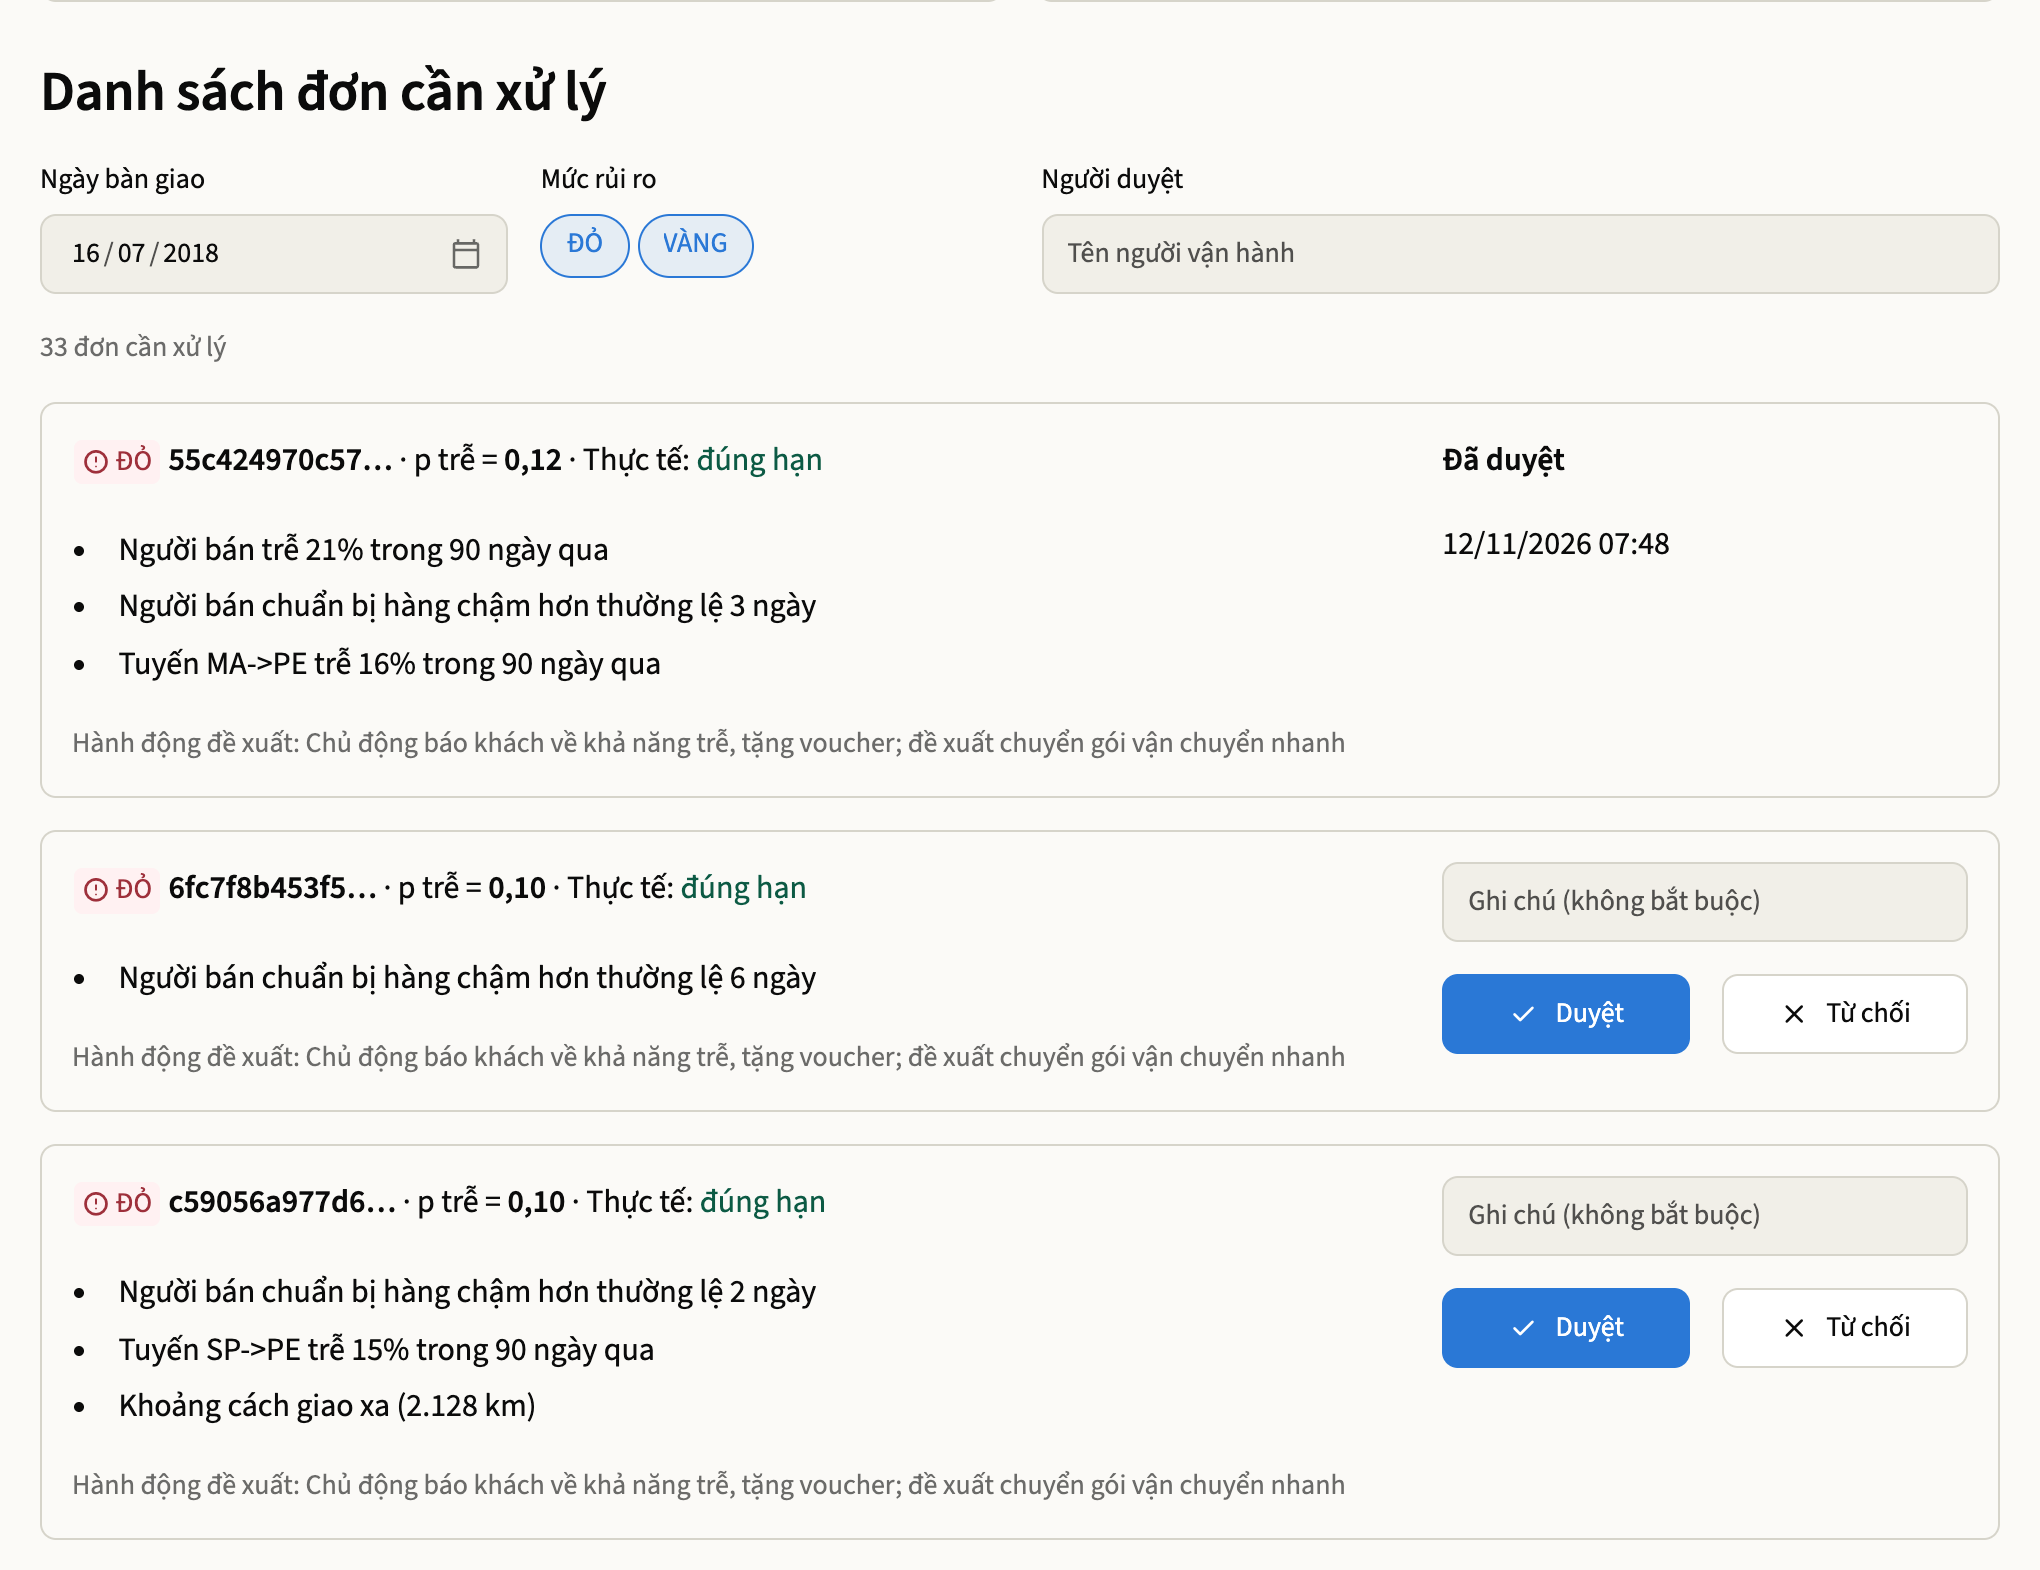 Danh sách đơn cần xử lý
Ngày bàn giao
Mức rủi ro
Người duyệt
16/07/2018
ĐỎ
VÀNG
Tên người vận hành
33 đơn cần xử lý
ĐỎ 55c424970c57... · p trễ = 0,12 · Thực tế: đúng hạn
Đã duyệt
12/11/2026 07:48
• Người bán trễ 21% trong 90 ngày qua
• Người bán chuẩn bị hàng chậm hơn thường lệ 3 ngày
• Tuyến MA->PE trễ 16% trong 90 ngày qua
Hành động đề xuất: Chủ động báo khách về khả năng trễ, tặng voucher; đề xuất chuyển gói vận chuyển nhanh
ĐỎ 6fc7f8b453f5... · p trễ = 0,10 · Thực tế: đúng hạn
• Người bán chuẩn bị hàng chậm hơn thường lệ 6 ngày
Hành động đề xuất: Chủ động báo khách về khả năng trễ, tặng voucher; đề xuất chuyển gói vận chuyển nhanh
Ghi chú (không bắt buộc)
Duyệt
Từ chối
ĐỎ c59056a977d6... · p trễ = 0,10 · Thực tế: đúng hạn
• Người bán chuẩn bị hàng chậm hơn thường lệ 2 ngày
• Tuyến SP->PE trễ 15% trong 90 ngày qua
• Khoảng cách giao xa (2.128 km)
Hành động đề xuất: Chủ động báo khách về khả năng trễ, tặng voucher; đề xuất chuyển gói vận chuyển nhanh
Ghi chú (không bắt buộc)
Duyệt
Từ chối